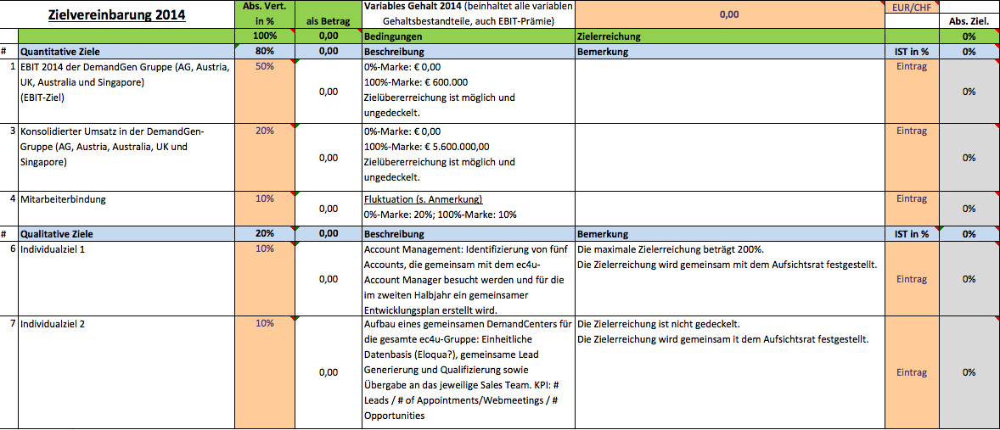 Zielvereinbarung 2014
Abs. Vert.
in %
als Betrag
Variables Gehalt 2014 (beinhaltet alle variablen
Gehaltsbestandteile, auch EBIT-Prämie)
0,00
EUR/CHF
Abs. Ziel.
100%
0,00
Bedingungen
Zielerreichung
0%
#
Quantitative Ziele
80%
0,00
Beschreibung
Bemerkung
IST in %
0%
1
EBIT 2014 der DemandGen Gruppe (AG, Austria,
UK, Australia und Singapore)
(EBIT-Ziel)
50%
0,00
0%-Marke: € 0,00
100%-Marke: € 600.000
Zielübererreichung ist möglich und
ungedeckelt.
Eintrag
0%
3
Konsolidierter Umsatz in der DemandGen-
Gruppe (AG, Austria, Australia, UK und
Singapore)
20%
0,00
0%-Marke: € 0,00
100%-Marke: € 5.600.000,00
Zielübererreichung ist möglich und
ungedeckelt.
Eintrag
0%
4
Mitarbeiterbindung
10%
0,00
Fluktuation (s. Anmerkung)
0%-Marke: 20%; 100%-Marke: 10%
Eintrag
0%
#
Qualitative Ziele
20%
0,00
Beschreibung
Bemerkung
IST in %
0%
6
Individualziel 1
10%
0,00
Account Management: Identifizierung von fünf
Accounts, die gemeinsam mit dem ec4u-
Account Manager besucht werden und für die
im zweiten Halbjahr ein gemeinsamer
Entwicklungsplan erstellt wird.
Die maximale Zielerreichung beträgt 200%.
Die Zielerreichung wird gemeinsam mit dem Aufsichtsrat festgestellt.
Eintrag
0%
7
Individualziel 2
10%
0,00
Aufbau eines gemeinsamen DemandCenters für
die gesamte ec4u-Gruppe: Einheitliche
Datenbasis (Eloqua?), gemeinsame Lead
Generierung und Qualifizierung sowie
Übergabe an das jeweilige Sales Team. KPI: #
Leads / # of Appointments/Webmeetings / #
Opportunities
Die Zielerreichung ist nicht gedeckelt.
Die Zielerreichung wird gemeinsam it dem Aufsichtsrat festgestellt.
Eintrag
0%